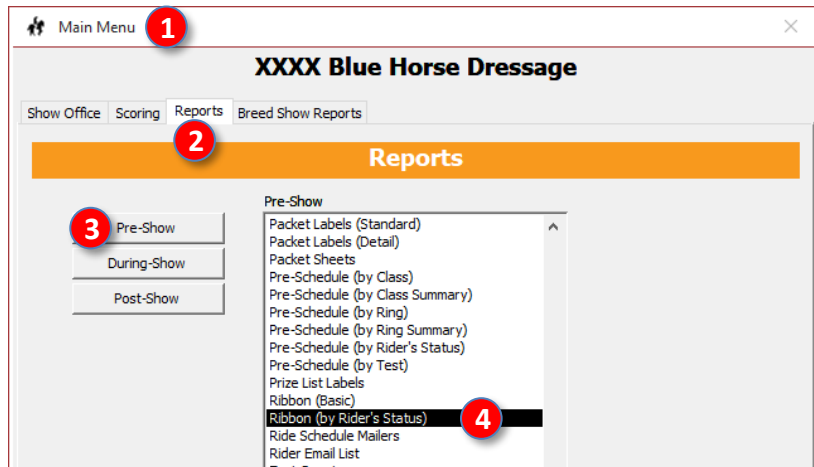 Main Menu 1
XXXX Blue Horse Dressage
Show Office Scoring Reports Breed Show Reports
2
Reports
Pre-Show
3 Pre-Show
During-Show
Post-Show
Packet Labels (Standard)
Packet Labels (Detail)
Packet Sheets
Pre-Schedule (by Class)
Pre-Schedule (by Class Summary)
Pre-Schedule (by Ring)
Pre-Schedule (by Ring Summary)
Pre-Schedule (by Rider's Status)
Pre-Schedule (by Test)
Prize List Labels
Ribbon (Basic)
Ribbon (by Rider's Status) 4
Ride Schedule Mailers
Rider Email List